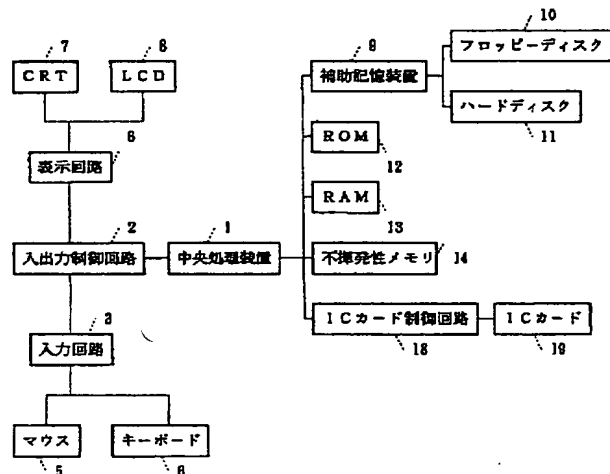 7
8
CRT
LCD
6
表示回路
2
入出力制御回路
1
中央処理装置
3
入力回路
マウス
5
キーボード
6
9
補助記憶装置
10
フロッピーディスク
ハードディスク
11
ROM
12
RAM
13
不揮発性メモリ
14
ICカード制御回路
18
ICカード
19